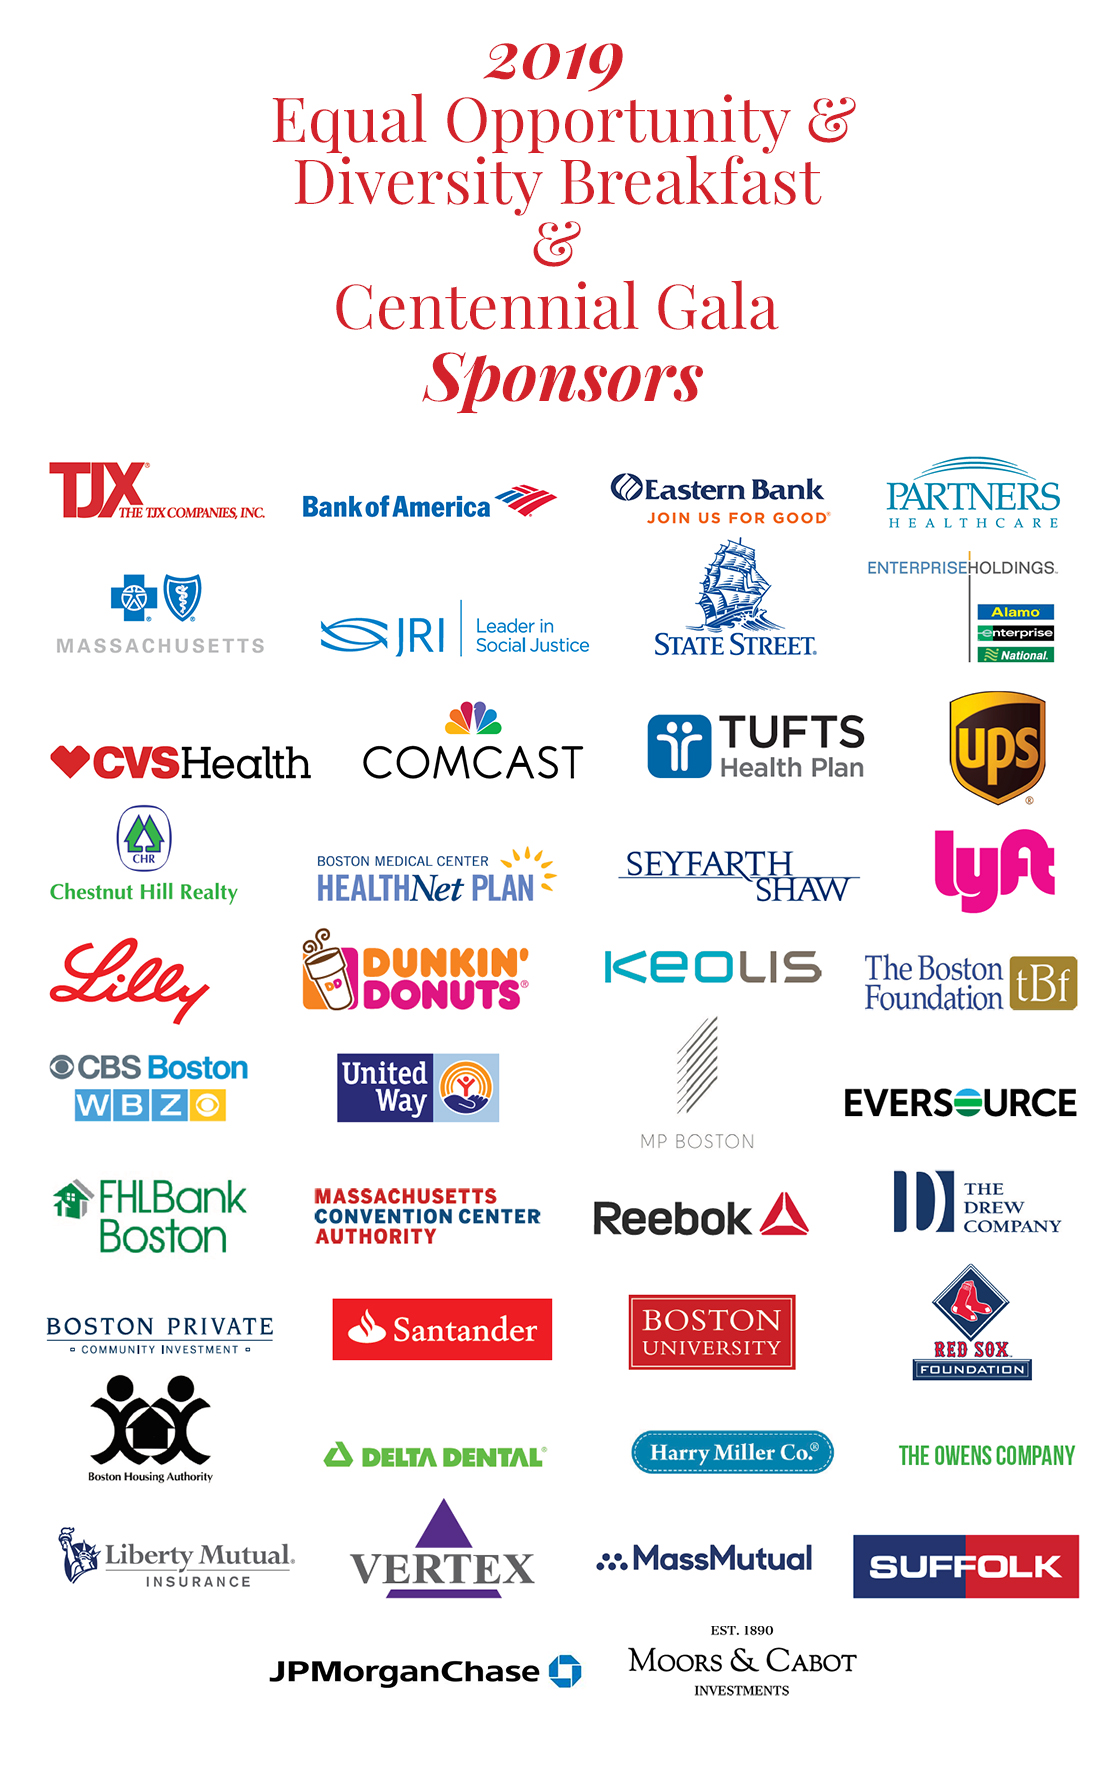 2019
Equal Opportunity &
Diversity Breakfast
&
Centennial Gala
Sponsors
TJX®
THE TJX COMPANIES, INC.
Bank of America
Eastern Bank
JOIN US FOR GOOD®
PARTNERS
HEALTHCARE
MASSACHUSETTS
JRI
Leader in
Social Justice
STATE STREET.
ENTERPRISEHOLDINGS.
Alamo
enterprise
National.
CVSHealth
COMCAST
TUFTS
Health Plan
ups
®
CHR
Chestnut Hill Realty
BOSTON MEDICAL CENTER
HEALTHNet PLAN
SEYFARTH
SHAW
lyft
Lilly
DD
DUNKIN'
DONUTS®
KEOLIS
The Boston
Foundation
tBf
CBS Boston
WBZ
United
Way
MP BOSTON
EVERSOURCE
FHLBank
Boston
MASSACHUSETTS
CONVENTION CENTER
AUTHORITY
Reebok
THE
DREW
COMPANY
BOSTON PRIVATE
COMMUNITY INVESTMENT
Santander
BOSTON
UNIVERSITY
RED SOX
FOUNDATION
Boston Housing Authority
DELTA DENTAL®
Harry Miller Co.®
THE OWENS COMPANY
Liberty Mutual.
INSURANCE
VERTEX
MassMutual
SUFFOLK
JPMorganChase
EST. 1890
MOORS & CABOT
INVESTMENTS